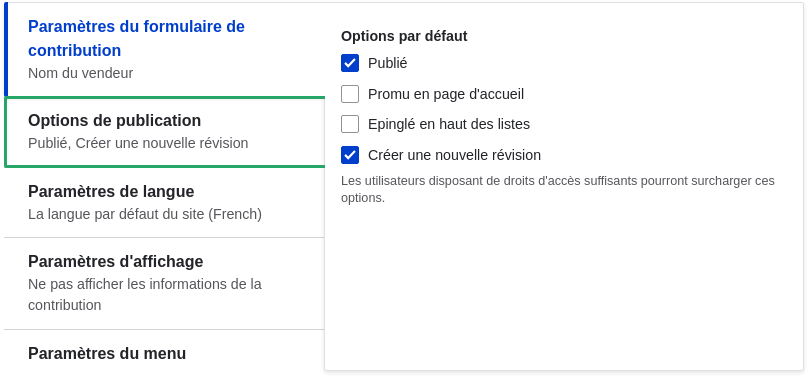 Paramètres du formulaire de
contribution
Nom du vendeur
Options de publication
Publié, Créer une nouvelle révision
Paramètres de langue
La langue par défaut du site (French)
Paramètres d'affichage
Ne pas afficher les informations de la
contribution
Paramètres du menu
Options par défaut
Publié
Promu en page d'accueil
Epinglé en haut des listes
Créer une nouvelle révision
Les utilisateurs disposant de droits d'accès suffisants pourront surcharger ces
options.